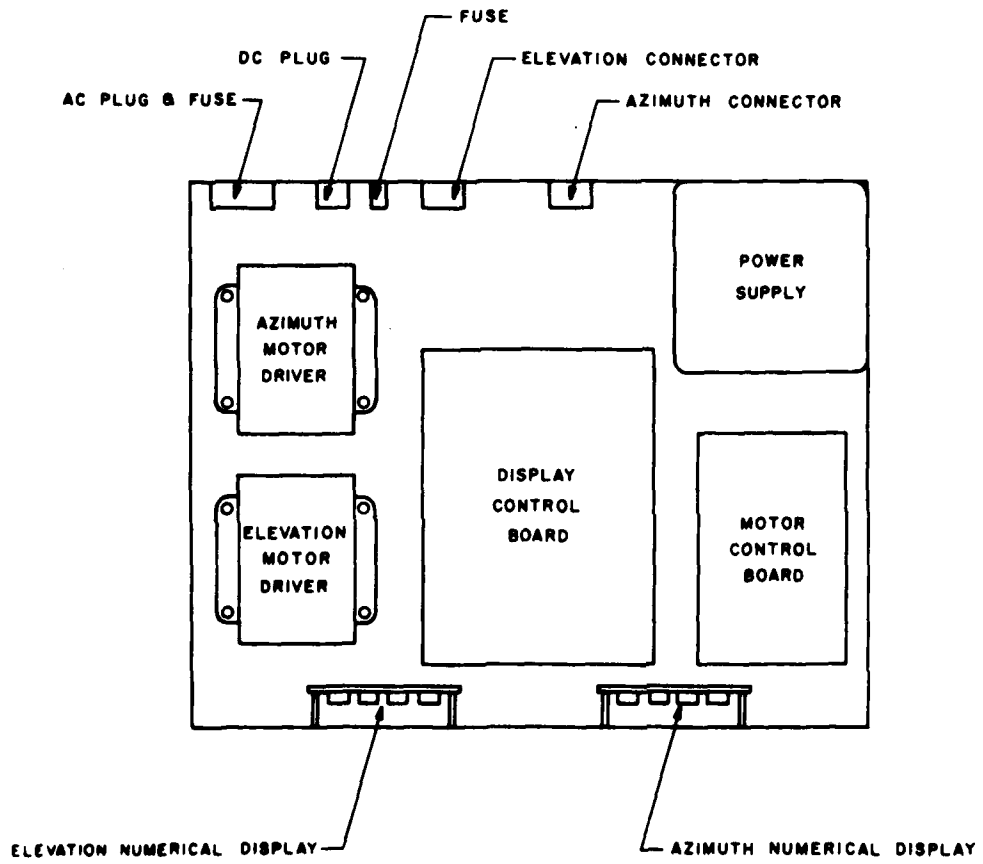 FUSE
DC PLUG
ELEVATION CONNECTOR
AC PLUG & FUSE
AZIMUTH CONNECTOR
POWER
SUPPLY
AZIMUTH
MOTOR
DRIVER
DISPLAY
CONTROL
BOARD
ELEVATION
MOTOR
DRIVER
MOTOR
CONTROL
BOARD
ELEVATION NUMERICAL DISPLAY
AZIMUTH NUMERICAL DISPLAY